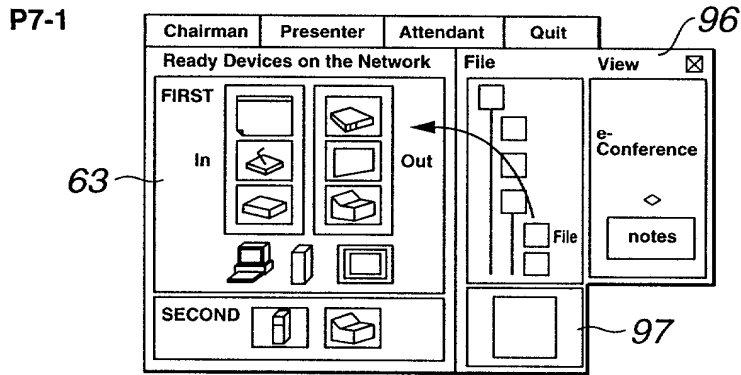 P7-1
Chairman Presenter Attendant Quit
96
Ready Devices on the Network File View
FIRST
In Out
e-
Conference
63
File notes
SECOND
97